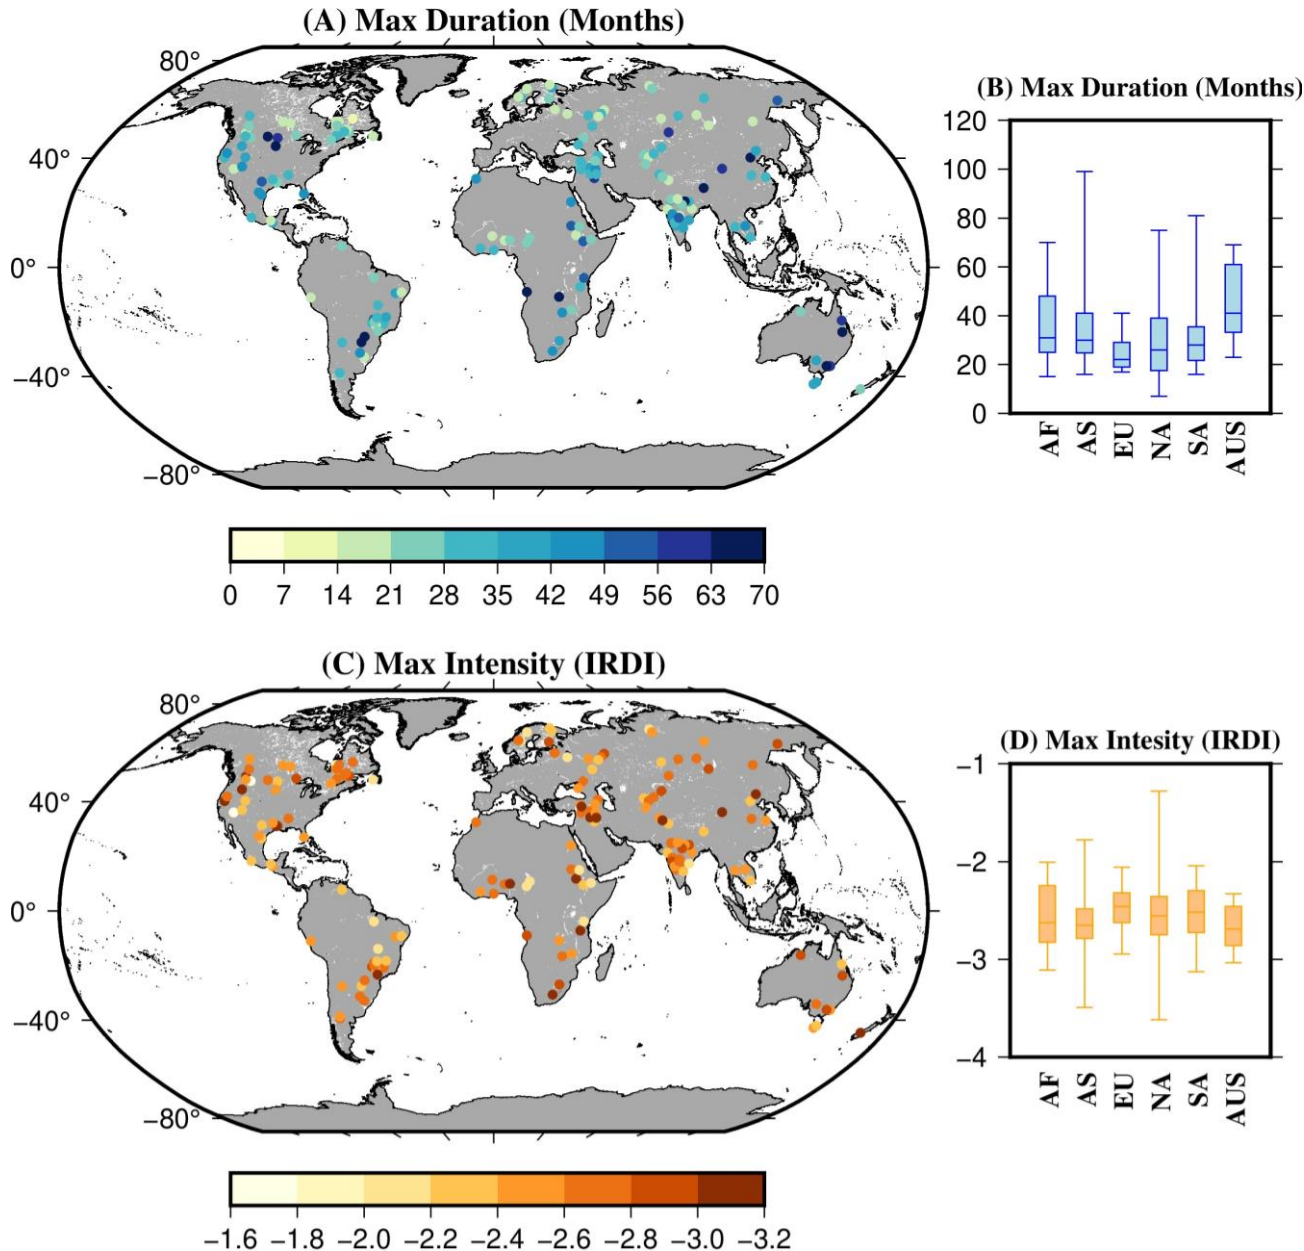 (A) Max Duration (Months)
80°
40°
0°
−40°
−80°
0 7 14 21 28 35 42 49 56 63 70
(B) Max Duration (Months)
120
100
80
60
40
20
0
AF AS EU NA SA AUS
(C) Max Intensity (IRDI)
80°
40°
0°
−40°
−80°
−1.6 −1.8 −2.0 −2.2 −2.4 −2.6 −2.8 −3.0 −3.2
(D) Max Intesity (IRDI)
−1
−2
−3
−4
AF AS EU NA SA AUS